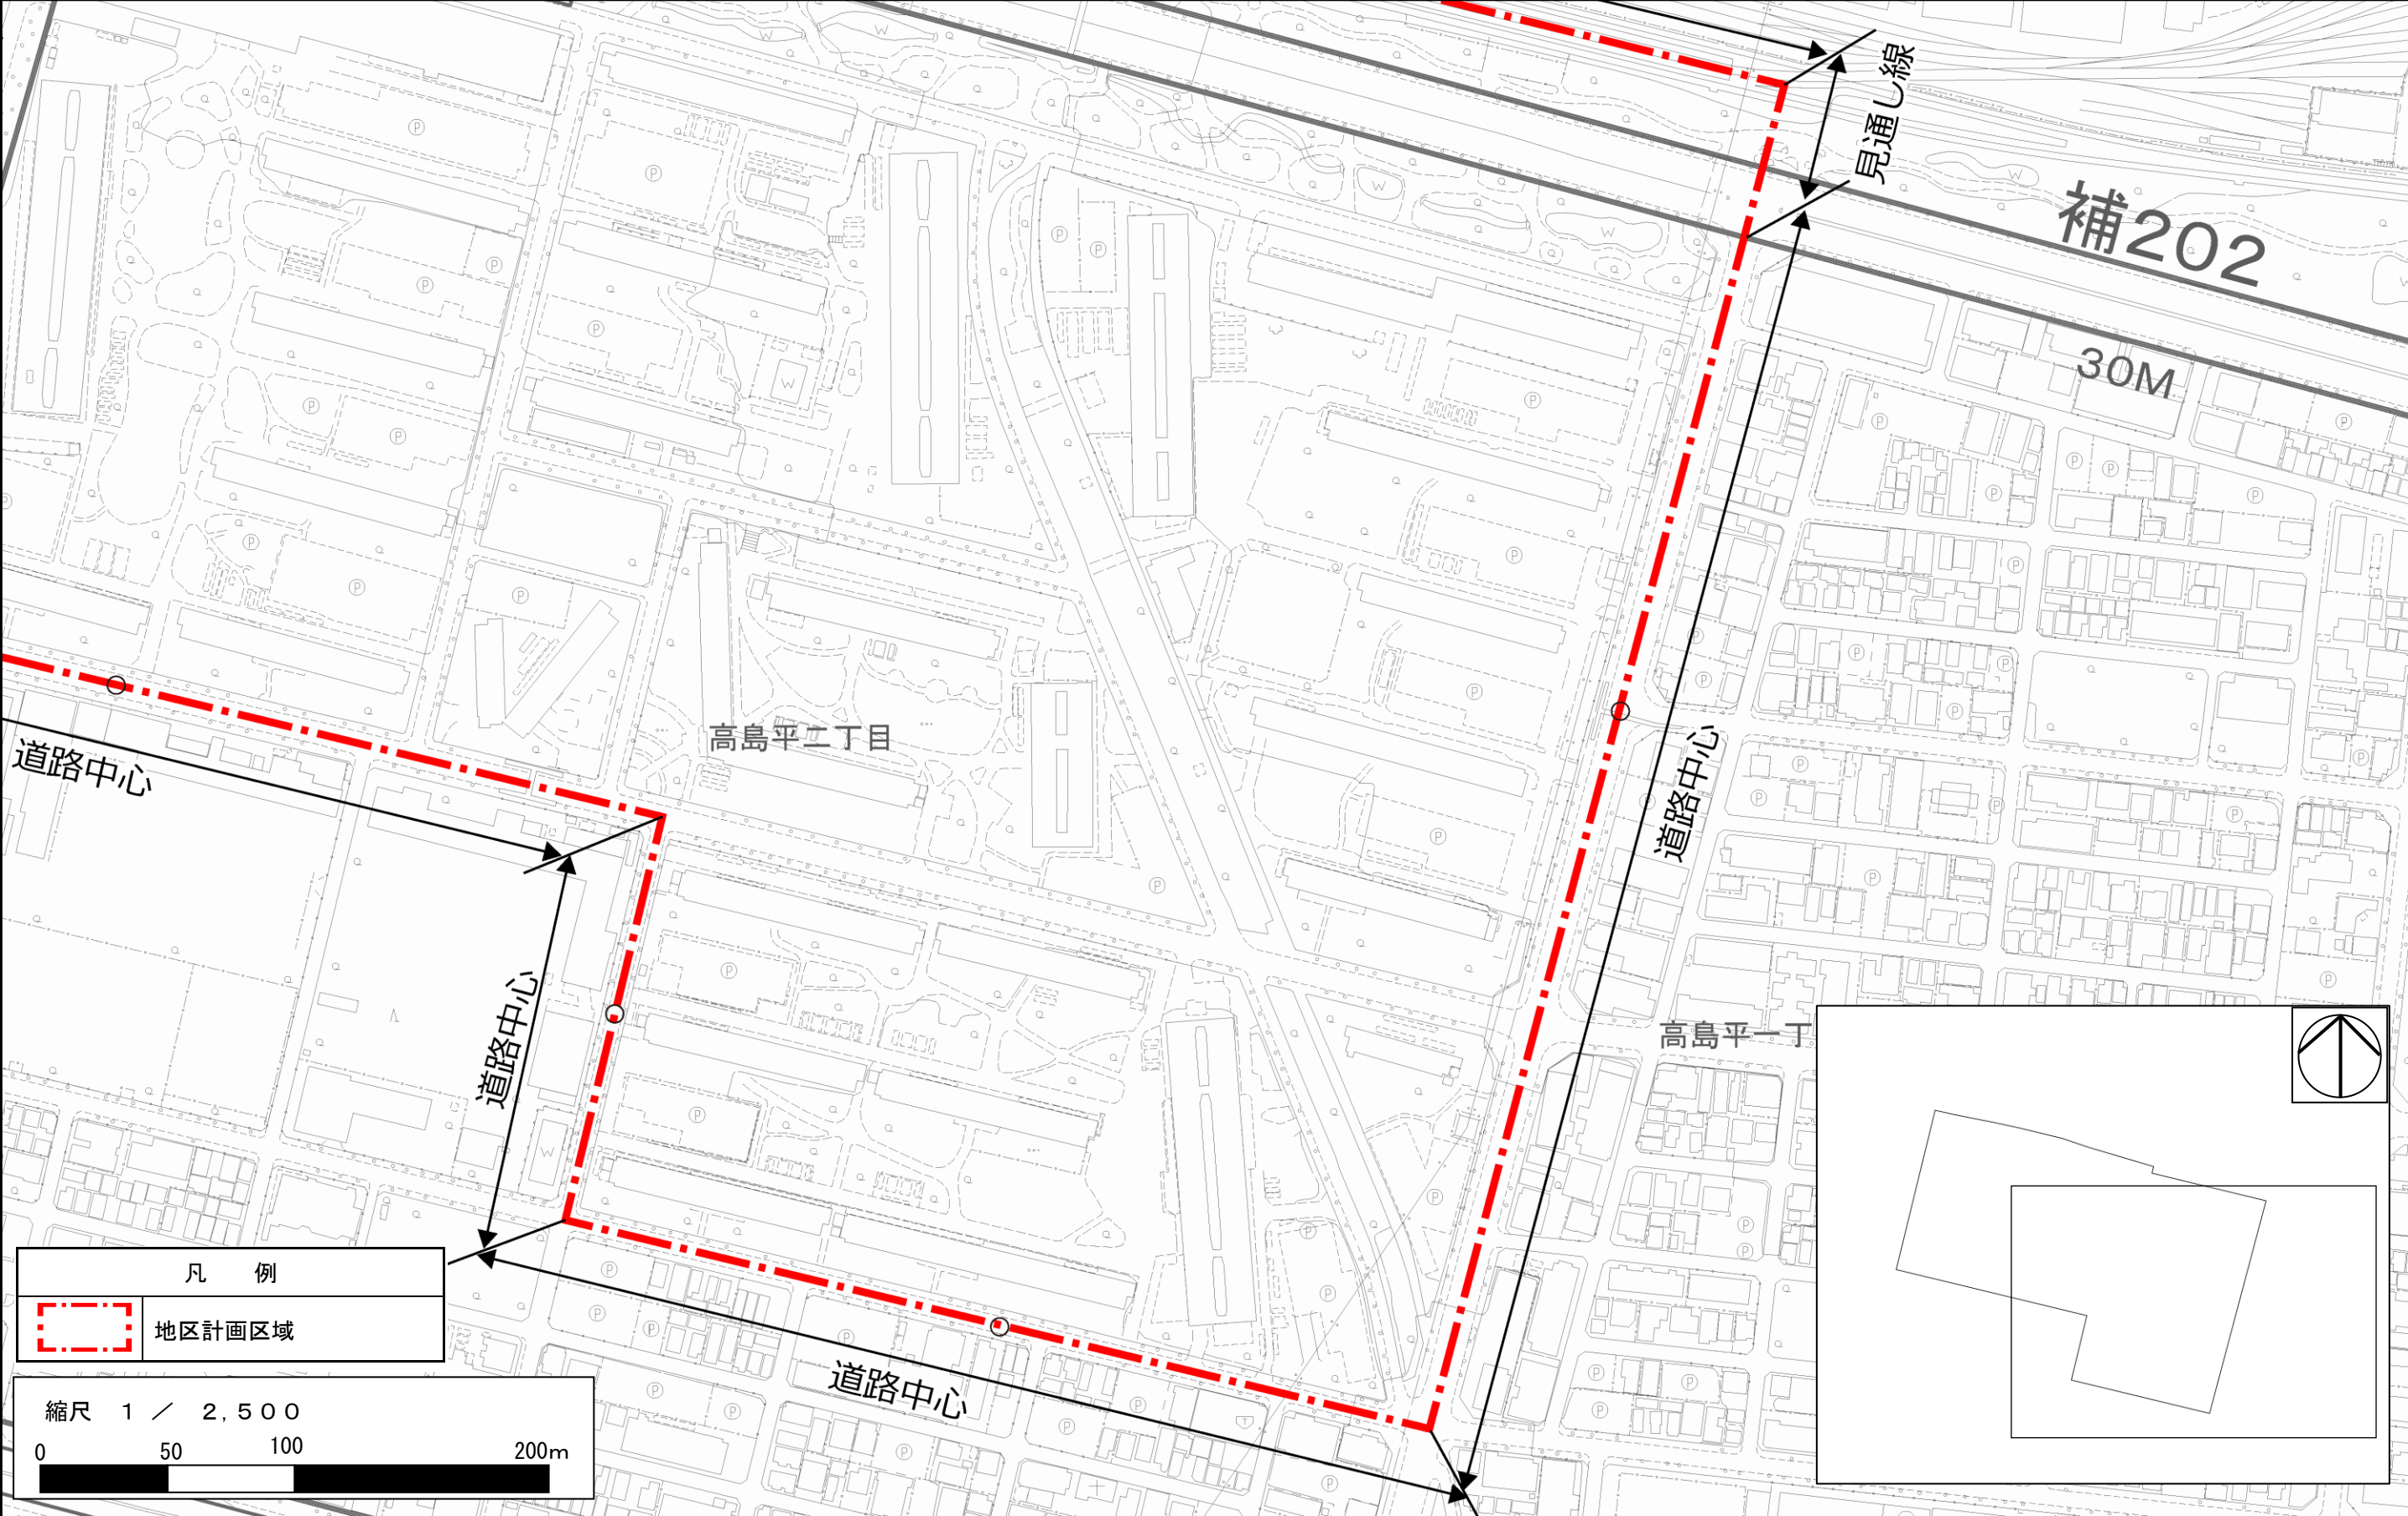 見通し線
補202
30M
高島平二丁目
道路中心
道路中心
道路中心
高島平一丁
道路中心
凡 例
地区計画区域
縮尺 1 ／ 2,500
0 50 100 200m